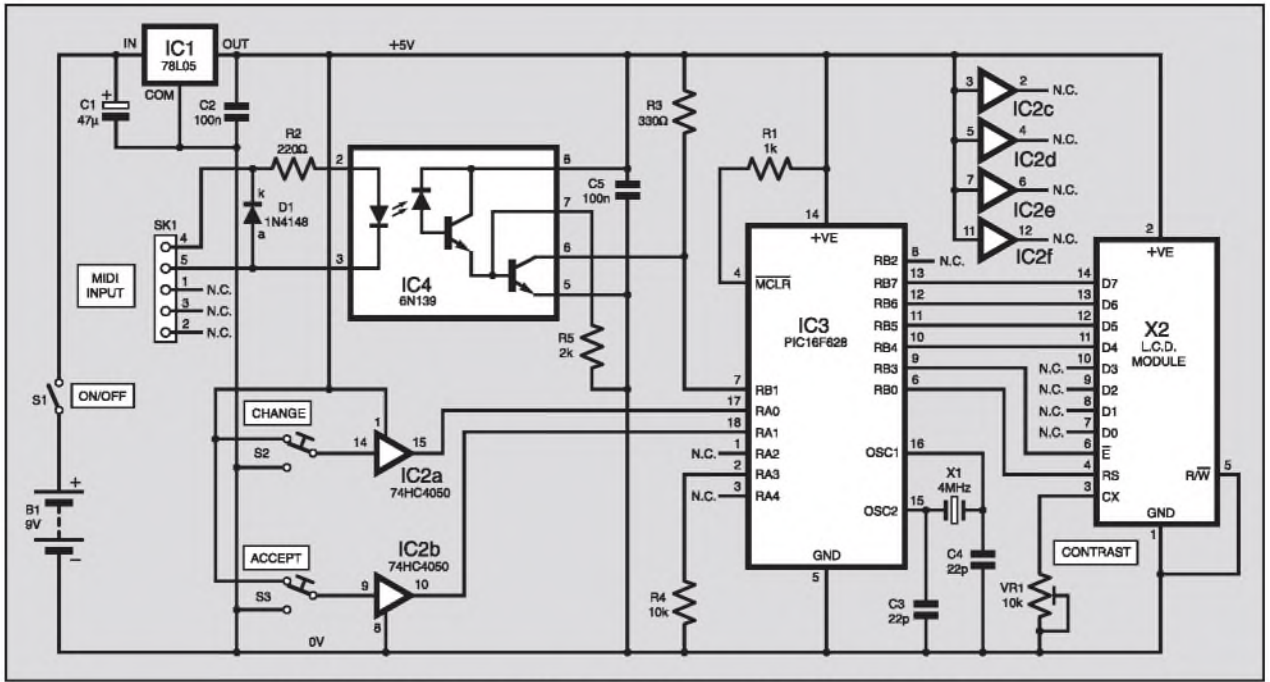 IN
IC1
78L05
OUT
COM
+5V
C1
47µ
+
C2
100n
R2
220Ω
k
D1
1N4148
a
SK1
4
5
1
3
2
N.C.
N.C.
N.C.
MIDI
INPUT
2
3
IC4
6N139
8
7
6
5
C5
100n
R5
2k
R3
330Ω
R1
1k
S1
ON/OFF
B1
9V
+
−
CHANGE
S2
14
1
15
IC2a
74HC4050
ACCEPT
S3
9
10
8
IC2b
74HC4050
0V
14
+VE
4
MCLR
IC3
PIC16F628
7
RB1
17
RA0
18
RA1
N.C.
1
RA2
2
RA3
N.C.
3
RA4
R4
10k
GND
5
RB2
8
N.C.
RB7
13
RB6
12
RB5
11
RB4
10
RB3
9
RB0
6
OSC1
16
OSC2
15
X1
4MHz
C4
22p
C3
22p
3
2
N.C.
IC2c
5
4
N.C.
IC2d
7
6
N.C.
IC2e
11
12
N.C.
IC2f
2
+VE
X2
L.C.D.
MODULE
14
D7
13
D6
12
D5
11
D4
N.C.
10
D3
N.C.
9
D2
N.C.
8
D1
N.C.
7
D0
6
E
4
RS
3
CX
R/W
5
GND
1
CONTRAST
VR1
10k